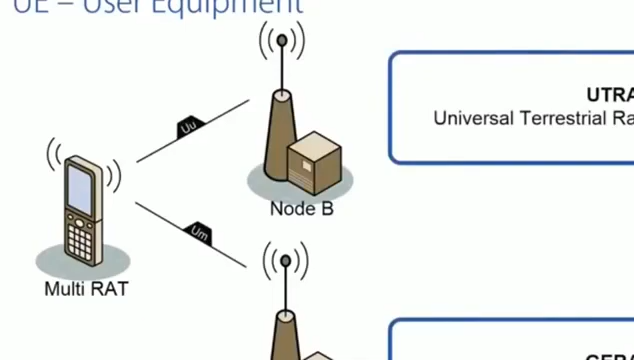 UE – User Equipment
UTRA
Universal Terrestrial Ra
Uu
Node B
Um
Multi RAT
GERA